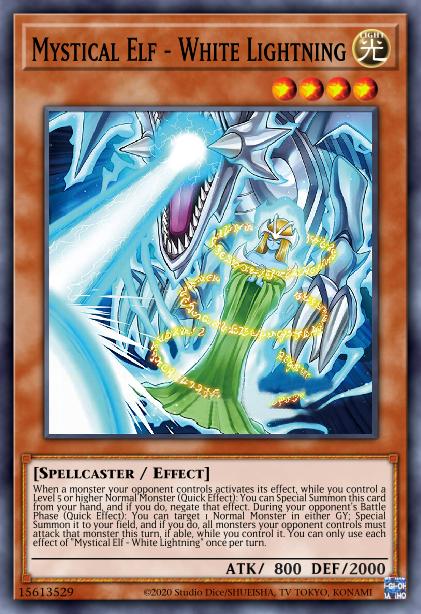 MYSTICAL ELF - WHITE LIGHTNING
LIGHT
光
[SPELLCASTER / EFFECT]
When a monster your opponent controls activates its effect, while you control a
Level 5 or higher Normal Monster (Quick Effect): You can Special Summon this card
from your hand, and if you do, negate that effect. During your opponent's Battle
Phase (Quick Effect): You can target 1 Normal Monster in either GY; Special
Summon it to your field, and if you do, all monsters your opponent controls must
attack that monster this turn, if able, while you control it. You can only use each
effect of "Mystical Elf - White Lightning" once per turn.
ATK/ 800 DEF/2000
15613529
©2020 Studio Dice/SHUEISHA, TV TOKYO, KONAMI